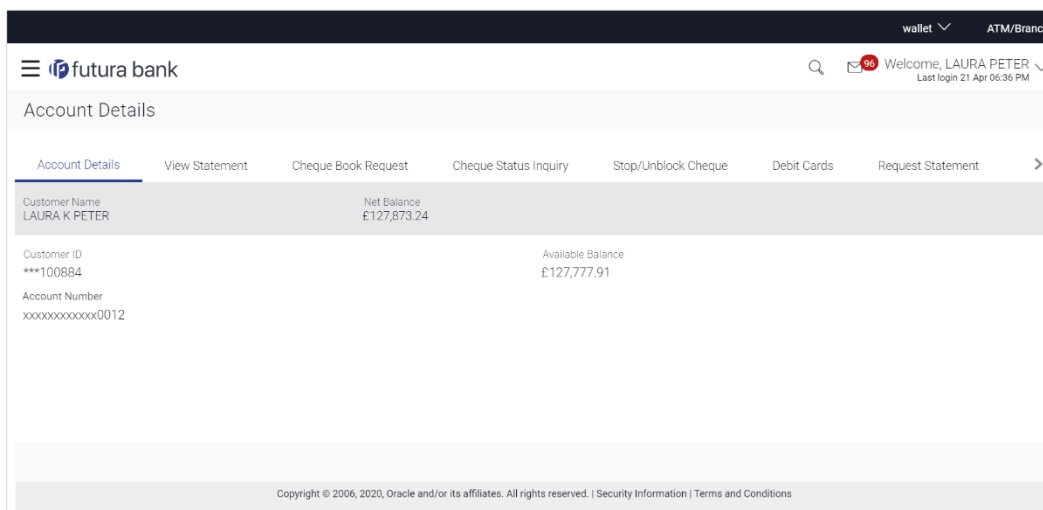 wallet ATM/Branc
futura bank
96 Welcome, LAURA PETER
Last login 21 Apr 06:36 PM
Account Details
Account Details View Statement Cheque Book Request Cheque Status Inquiry Stop/Unblock Cheque Debit Cards Request Statement
Customer Name Net Balance
LAURA K PETER £127,873.24
Customer ID Available Balance
***100884 £127,777.91
Account Number
xxxxxxxxxxxx0012
Copyright © 2006, 2020, Oracle and/or its affiliates. All rights reserved. | Security Information | Terms and Conditions